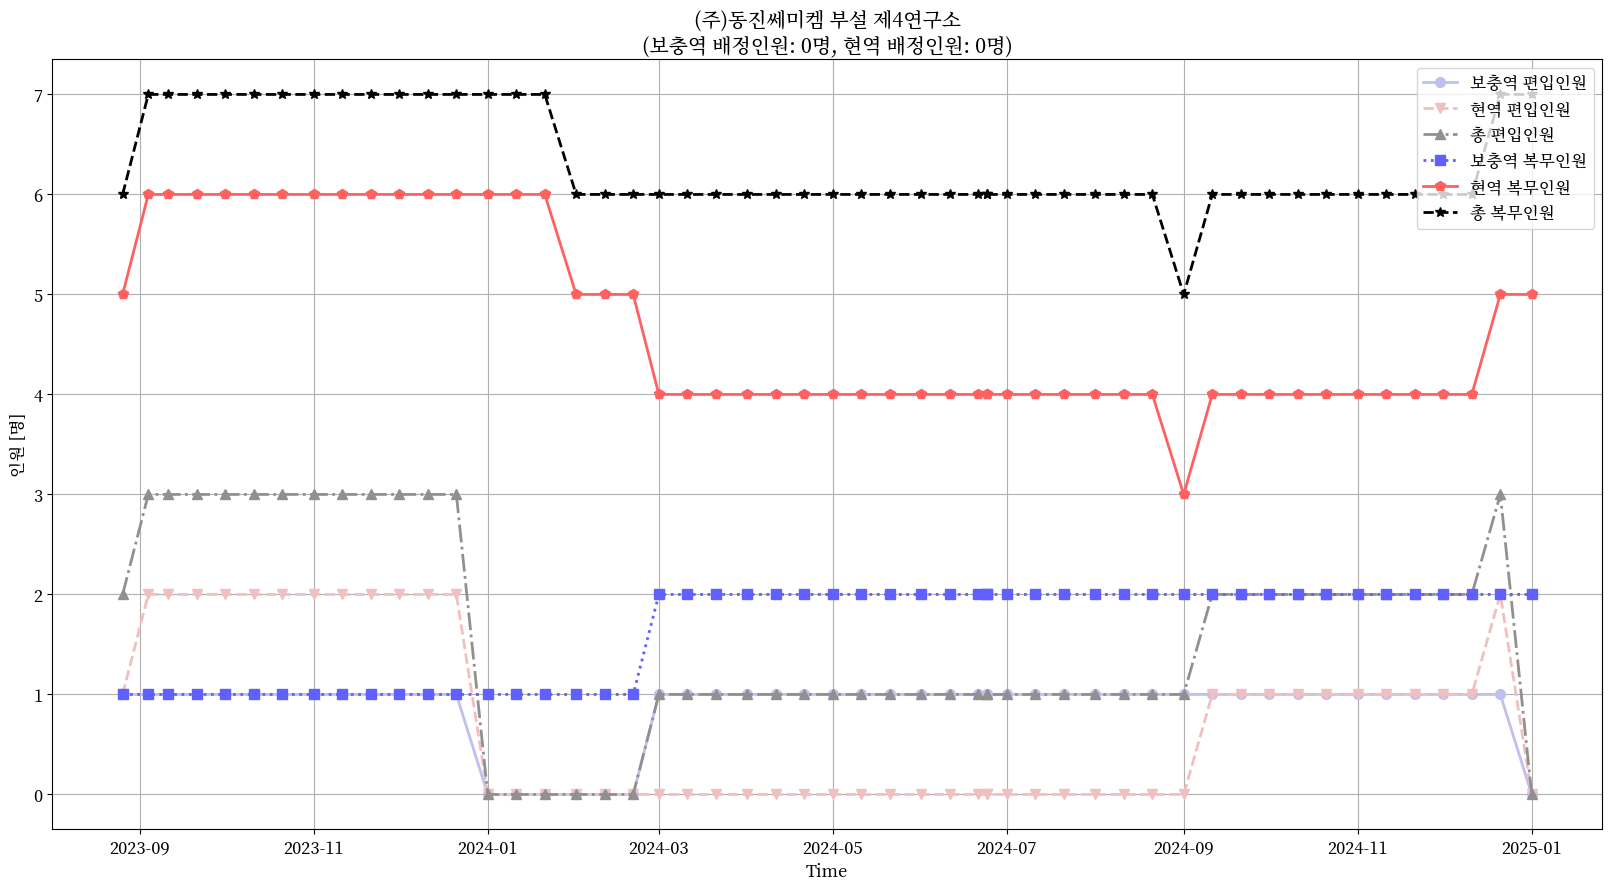 (주)동진쎄미켐 부설 제4연구소
(보충역 배정인원: 0명, 현역 배정인원: 0명)
보충역 편입인원
현역 편입인원
총 편입인원
보충역 복무인원
현역 복무인원
총 복무인원
인원 [명]
7
6
5
4
3
2
1
0
2023-09
2023-11
2024-01
2024-03
2024-05
2024-07
2024-09
2024-11
2025-01
Time